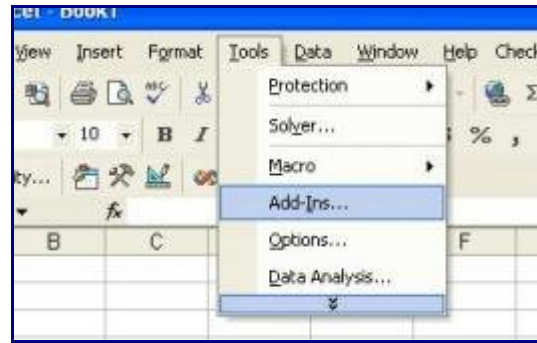 cel - Book1
View Insert Format Tools Data Window Help Check
10 B I % ,
Protection
Solver...
Macro
ty...
Add-Ins...
fx
Options...
B C F
Data Analysis...